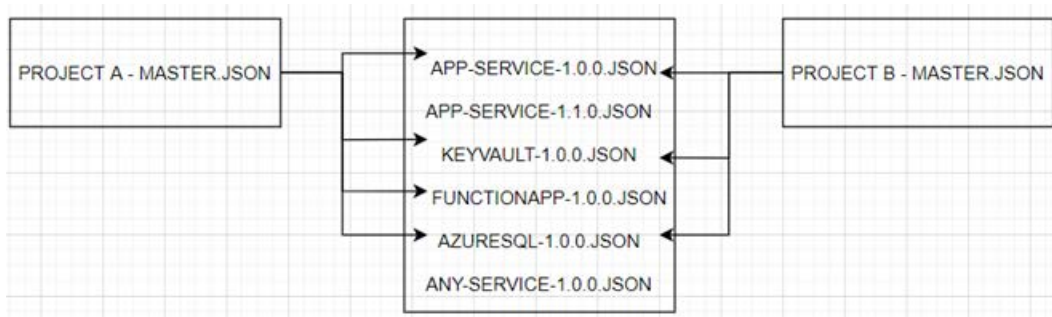 PROJECT A - MASTER.JSON
APP-SERVICE-1.0.0.JSON
APP-SERVICE-1.1.0.JSON
KEYVAULT-1.0.0.JSON
FUNCTIONAPP-1.0.0.JSON
AZURESQL-1.0.0.JSON
ANY-SERVICE-1.0.0.JSON
PROJECT B - MASTER.JSON